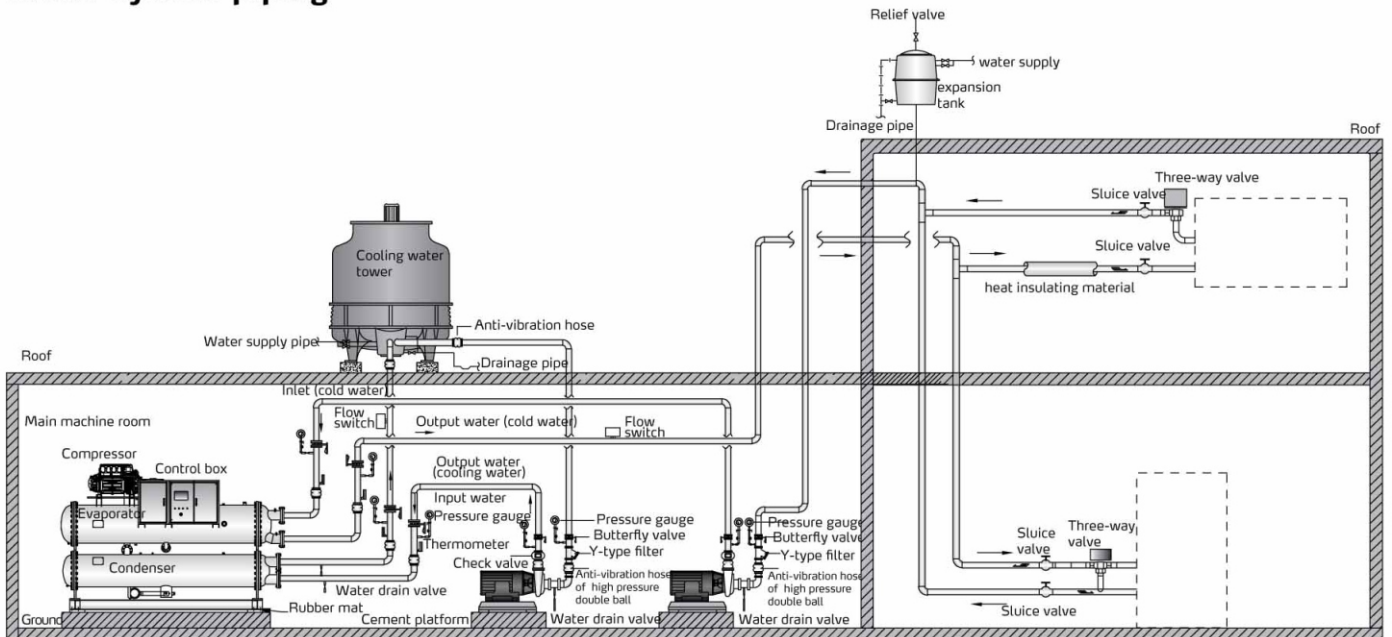 Relief valve
water supply
expansion
tank
Drainage pipe
Roof
Three-way valve
Sluice valve
Sluice valve
heat insulating material
Cooling water
tower
Anti-vibration hose
Water supply pipe
Drainage pipe
Roof
Inlet (cold water)
Main machine room
Flow
switch
Output water (cold water)
Flow
switch
Compressor
Control box
Output water
(cooling water)
Evaporator
Input water
Pressure gauge
Pressure gauge
Pressure gauge
Butterfly valve
Butterfly valve
Thermometer
Y-type filter
Y-type filter
Check valve
Condenser
Anti-vibration hose
of high pressure
double ball
Anti-vibration hose
of high pressure
double ball
Water drain valve
Rubber mat
Ground
Cement platform
Water drain valve
Water drain valve
Sluice
valve
Three-way
valve
Sluice valve